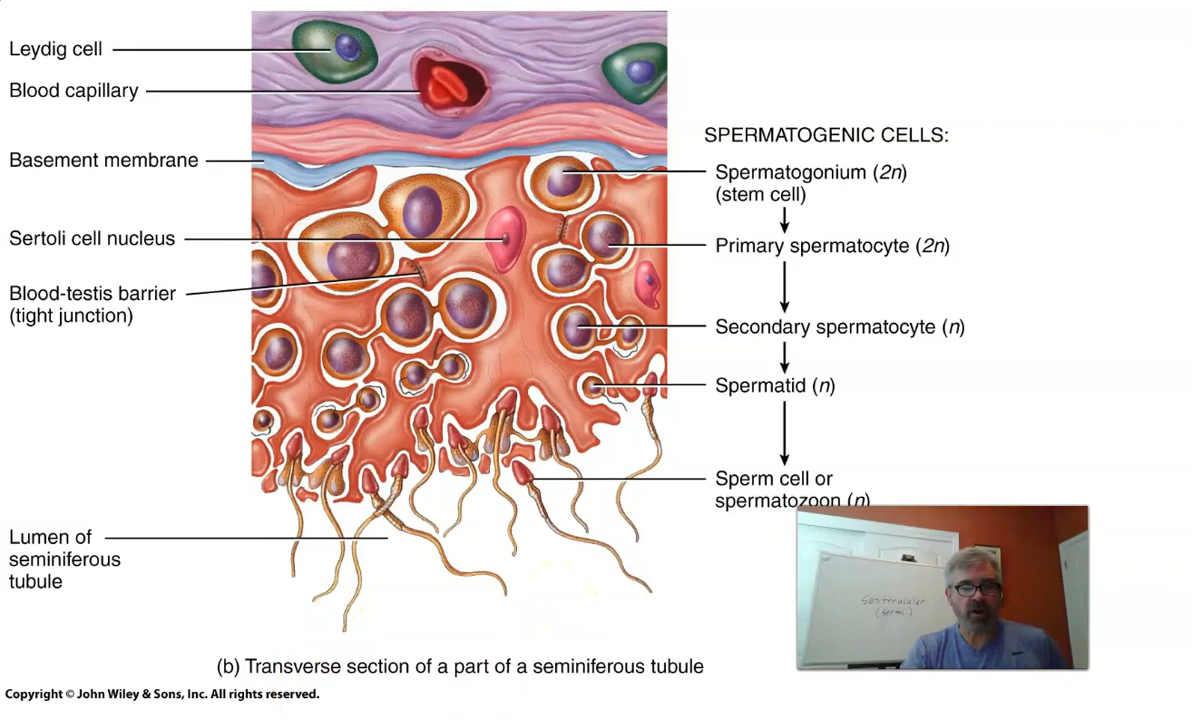 Leydig cell
Blood capillary
Basement membrane
Sertoli cell nucleus
Blood-testis barrier
(tight junction)
Lumen of
seminiferous
tubule
SPERMATOGENIC CELLS:
Spermatogonium (2n)
(stem cell)
Primary spermatocyte (2n)
Secondary spermatocyte (n)
Spermatid (n)
Sperm cell or
spermatozoon (n)
Sustenacular
(Sertoli)
(b) Transverse section of a part of a seminiferous tubule
Copyright © John Wiley & Sons, Inc. All rights reserved.